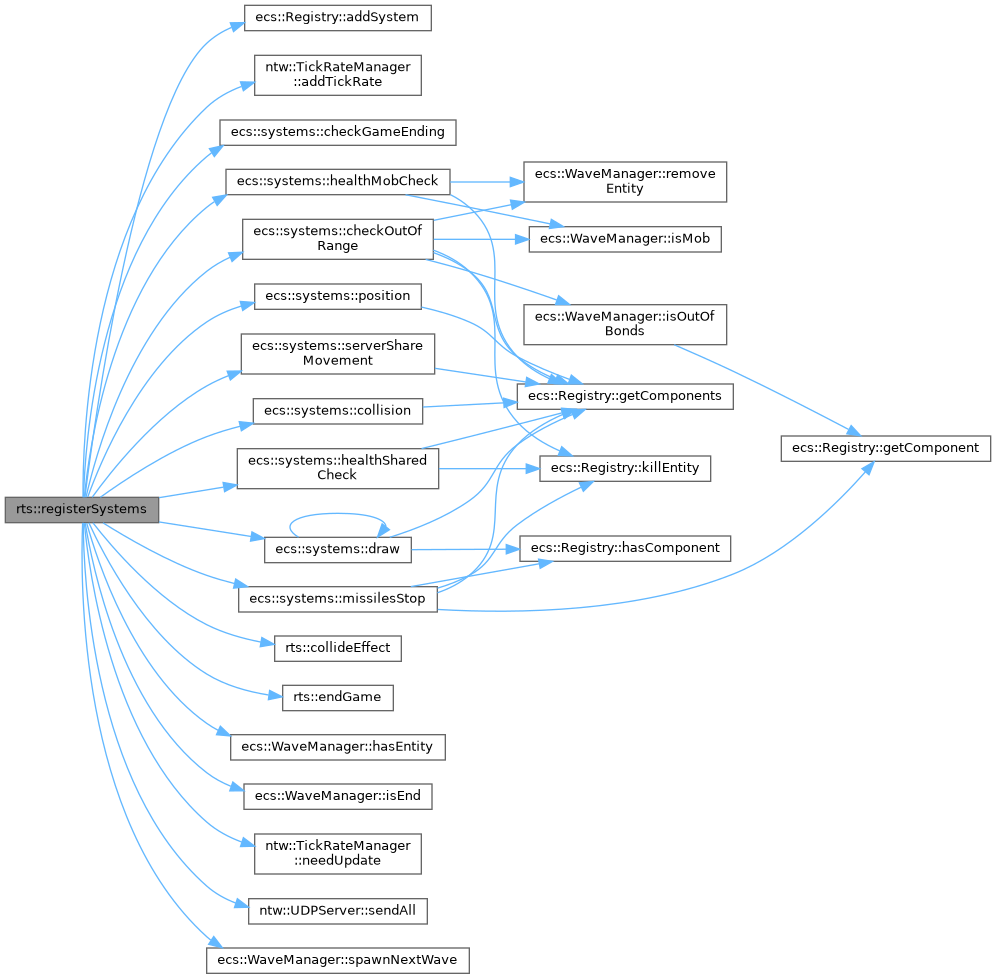 ecs::Registry::addSystem
ntw::TickRateManager
::addTickRate
ecs::systems::checkGameEnding
ecs::systems::healthMobCheck
ecs::WaveManager::remove
Entity
ecs::systems::checkOutOf
Range
ecs::WaveManager::isMob
ecs::systems::position
ecs::WaveManager::isOutOf
Bonds
ecs::systems::serverShare
Movement
ecs::Registry::getComponents
ecs::systems::collision
ecs::Registry::getComponent
ecs::systems::healthShared
Check
ecs::Registry::killEntity
rts::registerSystems
ecs::systems::draw
ecs::Registry::hasComponent
ecs::systems::missilesStop
rts::collideEffect
rts::endGame
ecs::WaveManager::hasEntity
ecs::WaveManager::isEnd
ntw::TickRateManager
::needUpdate
ntw::UDPServer::sendAll
ecs::WaveManager::spawnNextWave